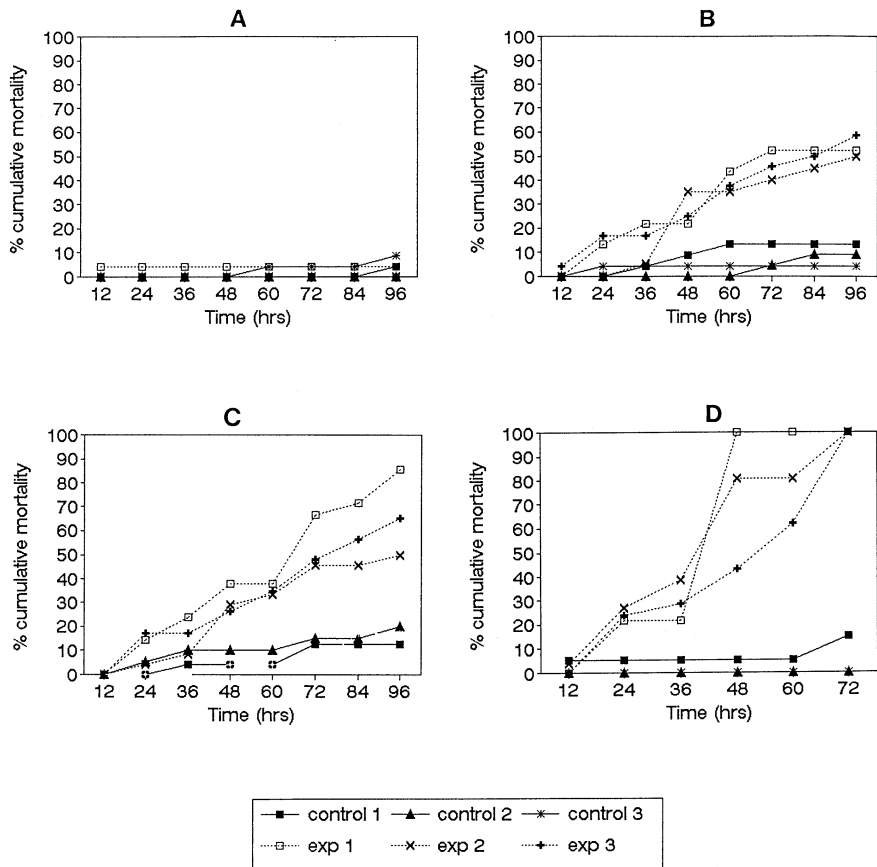 A
% cumulative mortality
100
90
80
70
60
50
40
30
20
10
0
12 24 36 48 60 72 84 96
Time (hrs)
B
% cumulative mortality
100
90
80
70
60
50
40
30
20
10
0
12 24 36 48 60 72 84 96
Time (hrs)
C
% cumulative mortality
100
90
80
70
60
50
40
30
20
10
0
12 24 36 48 60 72 84 96
Time (hrs)
D
% cumulative mortality
100
90
80
70
60
50
40
30
20
10
0
12 24 36 48 60 72
Time (hrs)
control 1 control 2 control 3
exp 1 exp 2 exp 3